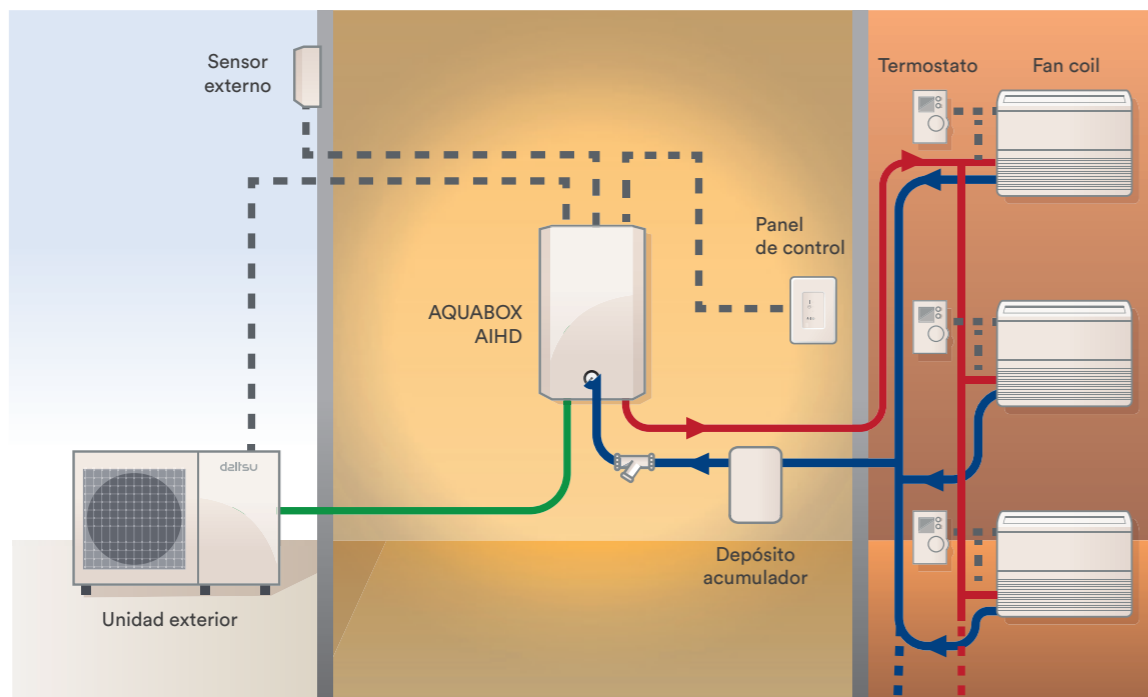 Sensor
externo
Termostato
Fan coil
Panel
de control
AQUABOX
AIHD
daitsu
Depósito
acumulador
Unidad exterior